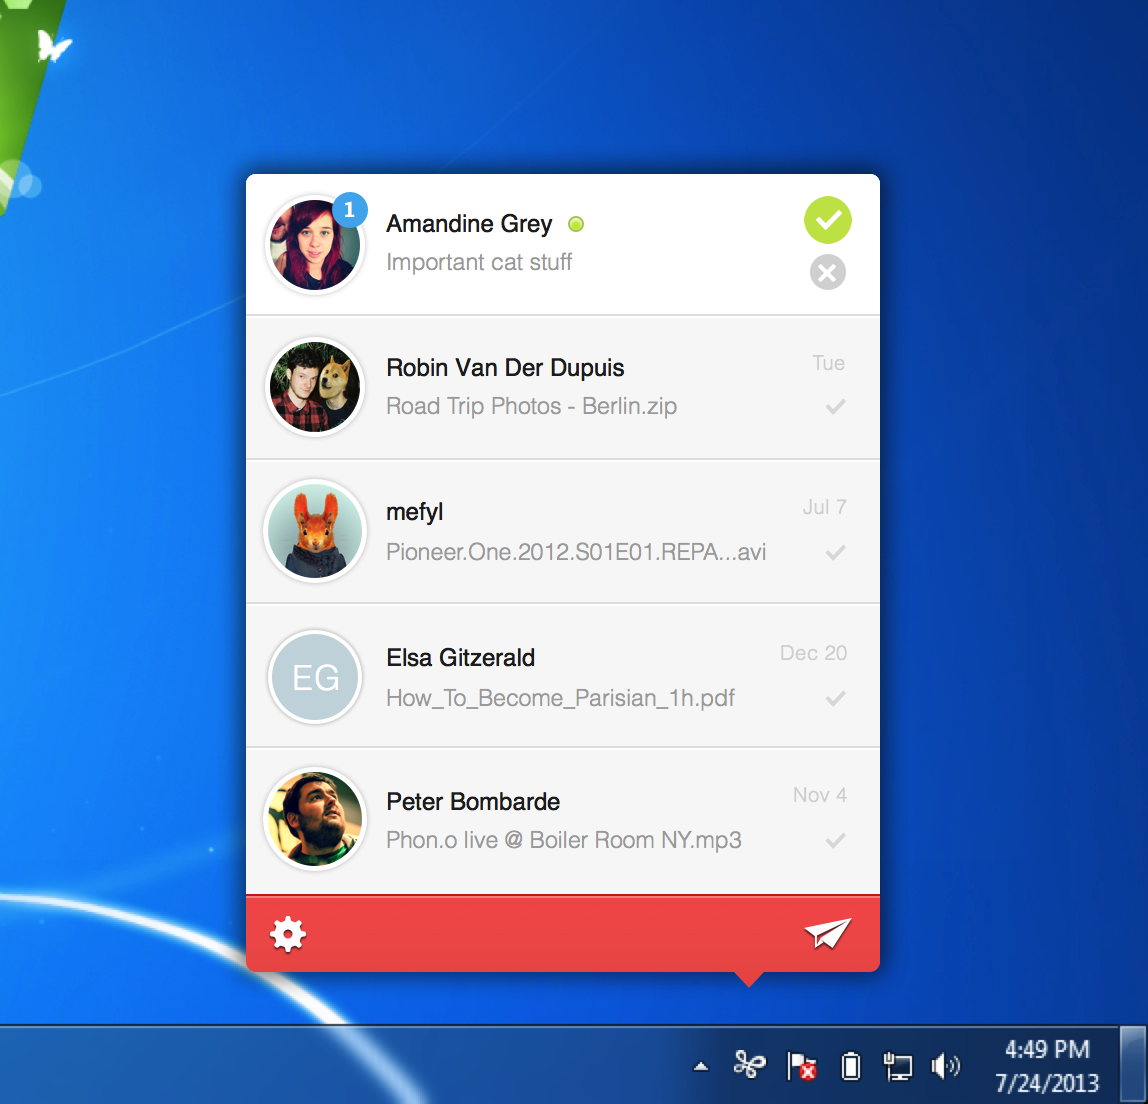 1
Amandine Grey
Important cat stuff
Robin Van Der Dupuis
Tue
Road Trip Photos - Berlin.zip
mefyl
Jul 7
Pioneer.One.2012.S01E01.REPA...avi
EG
Elsa Gitzerald
Dec 20
How_To_Become_Parisian_1h.pdf
Peter Bombarde
Nov 4
Phon.o live @ Boiler Room NY.mp3
4:49 PM
7/24/2013